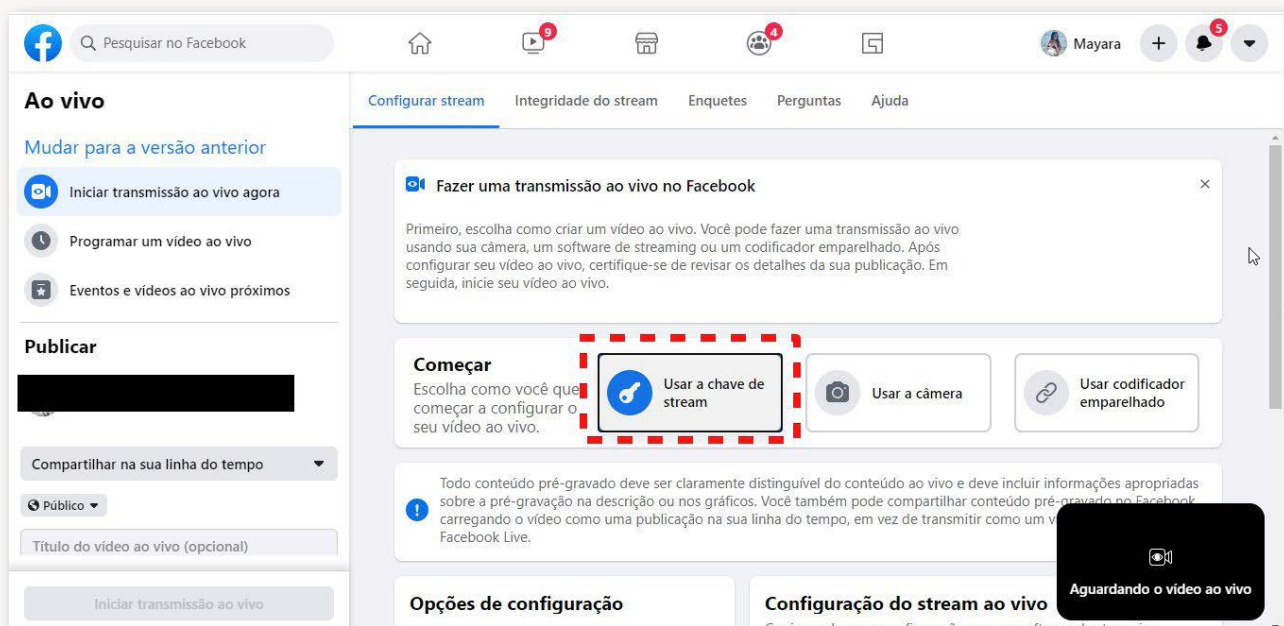 Pesquisar no Facebook
9
4
Mayara
5
Ao vivo
Mudar para a versão anterior
Iniciar transmissão ao vivo agora
Programar um vídeo ao vivo
Eventos e vídeos ao vivo próximos
Publicar
Compartilhar na sua linha do tempo
Público
Título do vídeo ao vivo (opcional)
Iniciar transmissão ao vivo
Configurar stream
Integridade do stream
Enquetes
Perguntas
Ajuda
Fazer uma transmissão ao vivo no Facebook
Primeiro, escolha como criar um vídeo ao vivo. Você pode fazer uma transmissão ao vivo
usando sua câmera, um software de streaming ou um codificador emparelhado. Após
configurar seu vídeo ao vivo, certifique-se de revisar os detalhes da sua publicação. Em
seguida, inicie seu vídeo ao vivo.
Começar
Escolha como você que
começar a configurar o
seu vídeo ao vivo.
Usar a chave de
stream
Usar a câmera
Usar codificador
emparelhado
Todo conteúdo pré-gravado deve ser claramente distinguível do conteúdo ao vivo e deve incluir informações apropriadas
sobre a pré-gravação na descrição ou nos gráficos. Você também pode compartilhar conteúdo pré-gravado no Facebook
carregando o vídeo como uma publicação na sua linha do tempo, em vez de transmitir como um v
Facebook Live.
Aguardando o vídeo ao vivo
Opções de configuração
Configuração do stream ao vivo